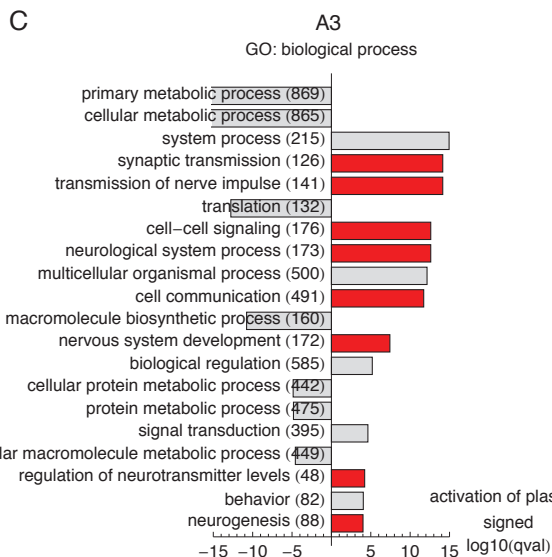 C
A3
GO: biological process
primary metabolic process (869)
cellular metabolic process (865)
system process (215)
synaptic transmission (126)
transmission of nerve impulse (141)
translation (132)
cell−cell signaling (176)
neurological system process (173)
multicellular organismal process (500)
cell communication (491)
macromolecule biosynthetic process (160)
nervous system development (172)
biological regulation (585)
cellular protein metabolic process (442)
protein metabolic process (475)
signal transduction (395)
lar macromolecule metabolic process (449)
regulation of neurotransmitter levels (48)
behavior (82)
activation of plas
neurogenesis (88)
signed
log10(qval)
−15 −10 −5 5 10 15